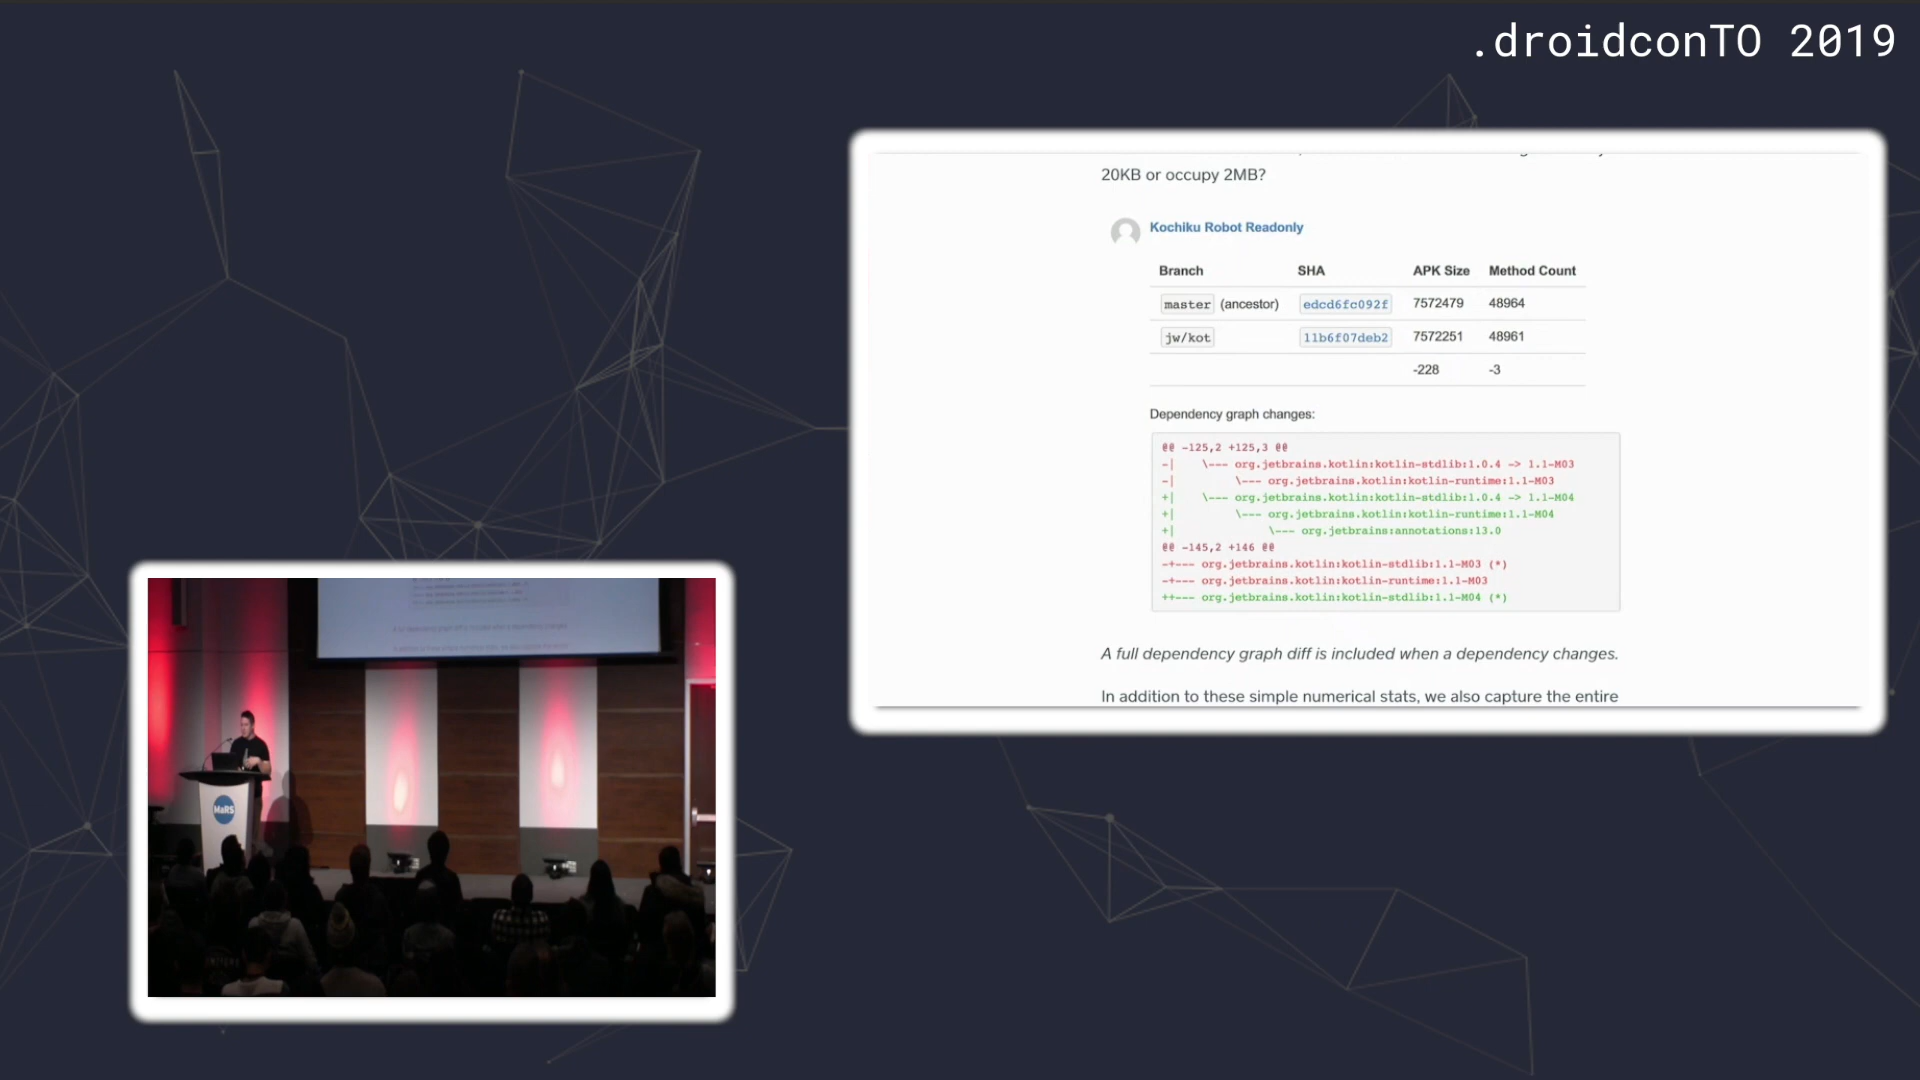 .droidconTO 2019
20KB or occupy 2MB?
Kochiku Robot Readonly
Branch SHA APK Size Method Count
master (ancestor) edcd6fc092f 7572479 48964
jw/kot 11b6f07deb2 7572251 48961
-228 -3
Dependency graph changes:
@@ -125,2 +125,3 @@
-| \--- org.jetbrains.kotlin:kotlin-stdlib:1.0.4 -> 1.1-M03
-| \--- org.jetbrains.kotlin:kotlin-runtime:1.1-M03
+| \--- org.jetbrains.kotlin:kotlin-stdlib:1.0.4 -> 1.1-M04
+| \--- org.jetbrains.kotlin:kotlin-runtime:1.1-M04
+| \--- org.jetbrains:annotations:13.0
@@ -145,2 +146 @@
-+--- org.jetbrains.kotlin:kotlin-stdlib:1.1-M03 (*)
-+--- org.jetbrains.kotlin:kotlin-runtime:1.1-M03
++--- org.jetbrains.kotlin:kotlin-stdlib:1.1-M04 (*)
A full dependency graph diff is included when a dependency changes.
In addition to these simple numerical stats, we also capture the entire
MaRS